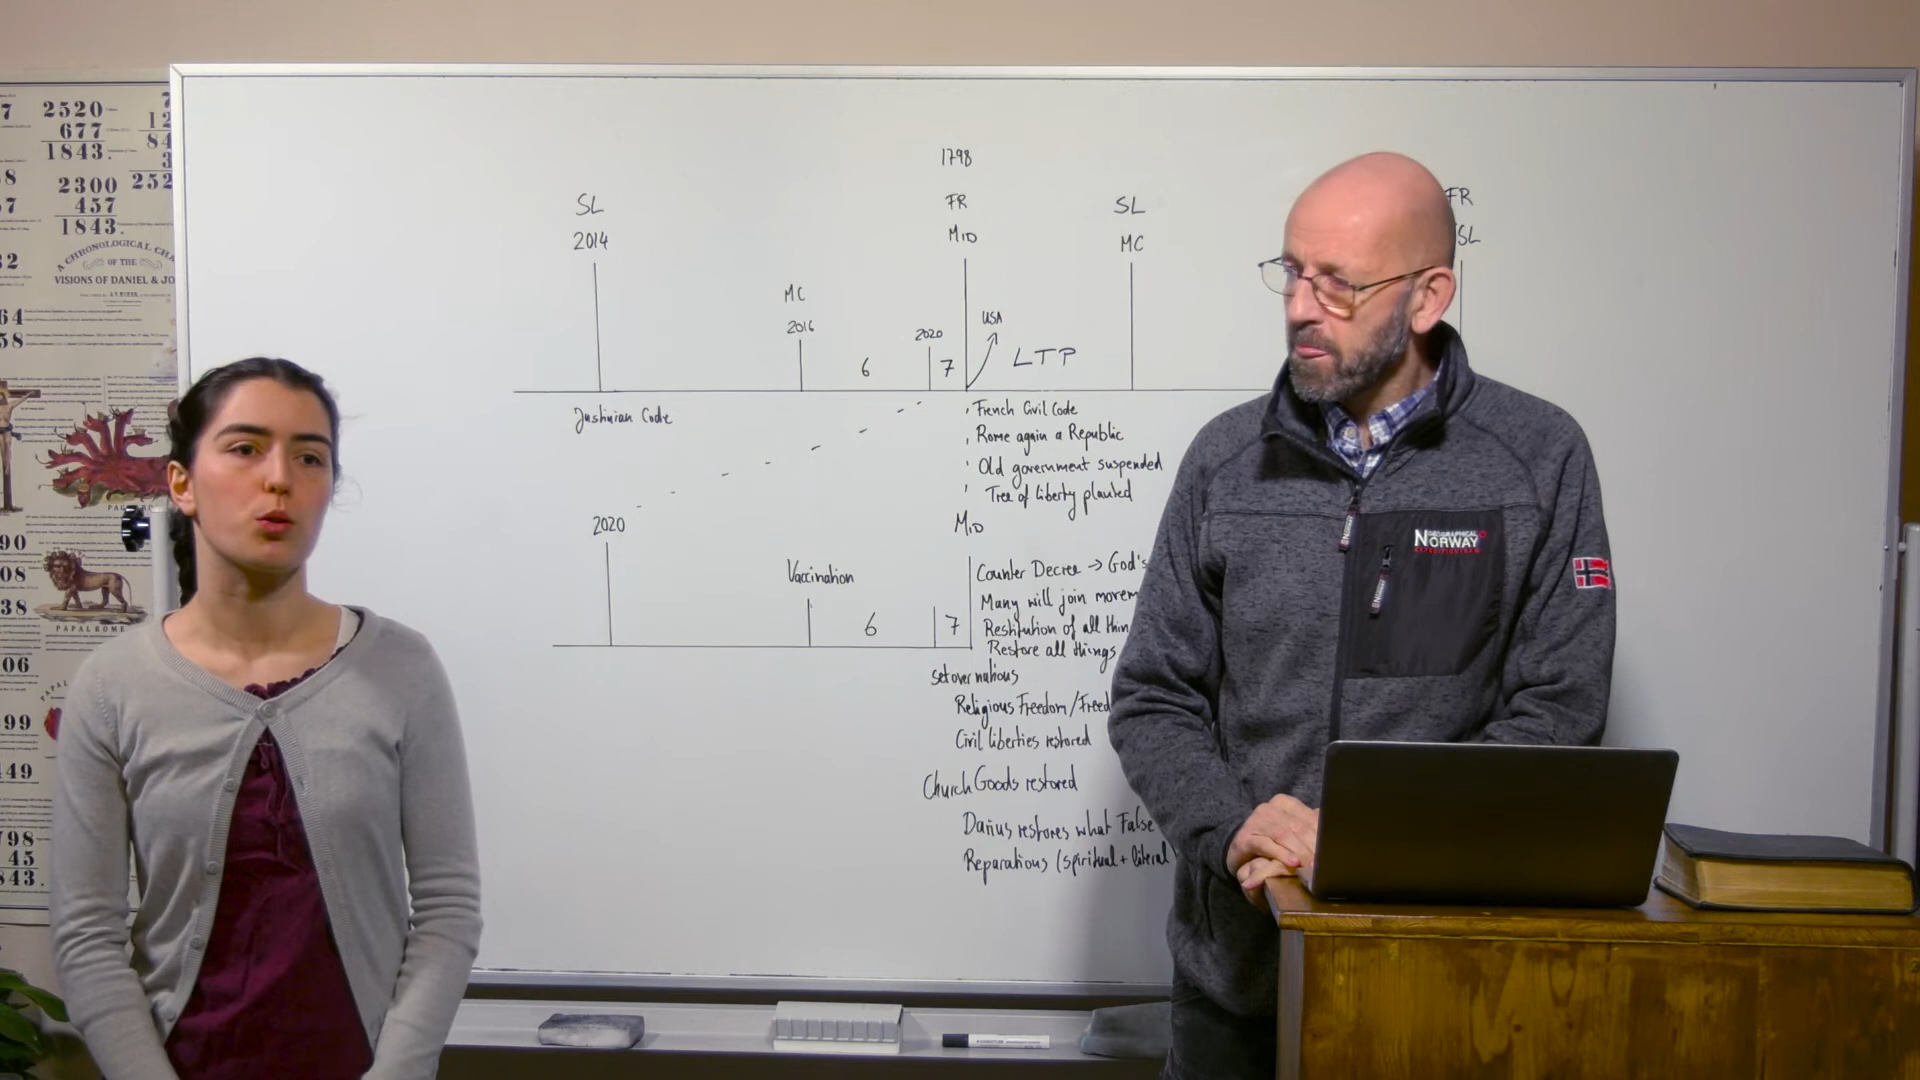 2520
677
1843.
2300
457
1843.
252
A CHRONOLOGICAL CHA
OF THE
VISIONS OF DANIEL & JO
PAPAL ROME
1798
SL
FR
SL
FR
2014
MID
MC
SL
MC
2016
2020
USA
6
7
LTP
Justinian Code
French Civil Code
Rome again a Republic
Old government suspended
Tree of liberty planted
2020
MID
Vaccination
6
7
Counter Decree → God's
Many will join movem
Restitution of all thin
Restore all things
set over nations
Religious Freedom / Freed
Civil liberties restored
Church Goods restored
Darius restores what False
Reparations (spiritual + literal
GEOGRAPHICAL
NORWAY
EXPEDITION